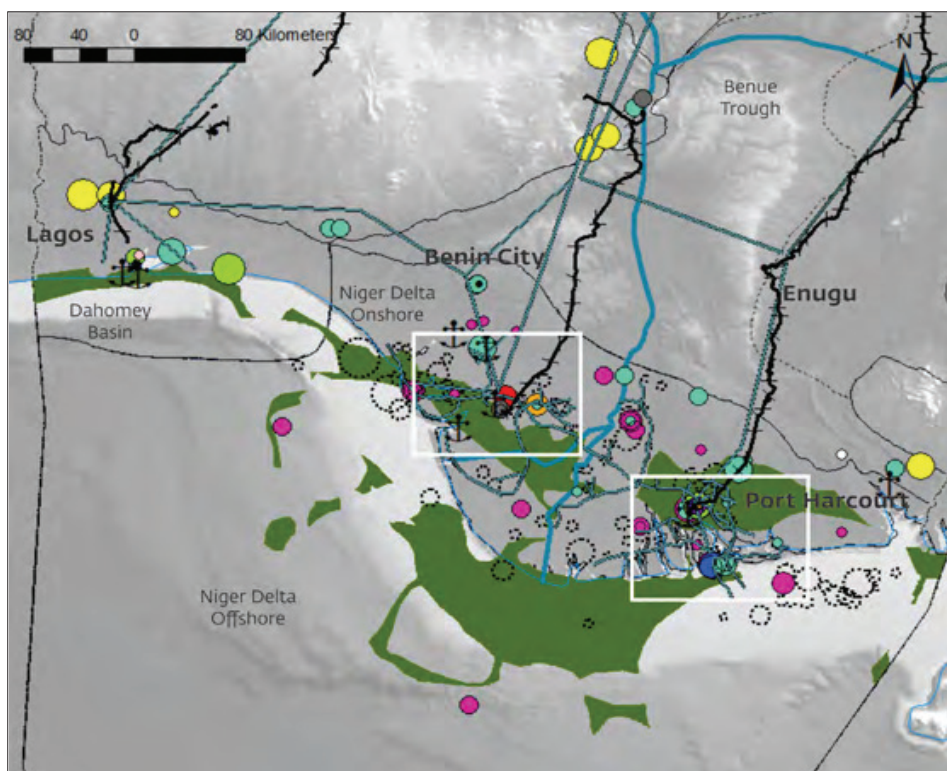 80 40 0 80 Kilometers
N
Benue
Trough
Lagos
Benin City
Niger Delta
Onshore
Enugu
Dahomey
Basin
Port Harcourt
Niger Delta
Offshore